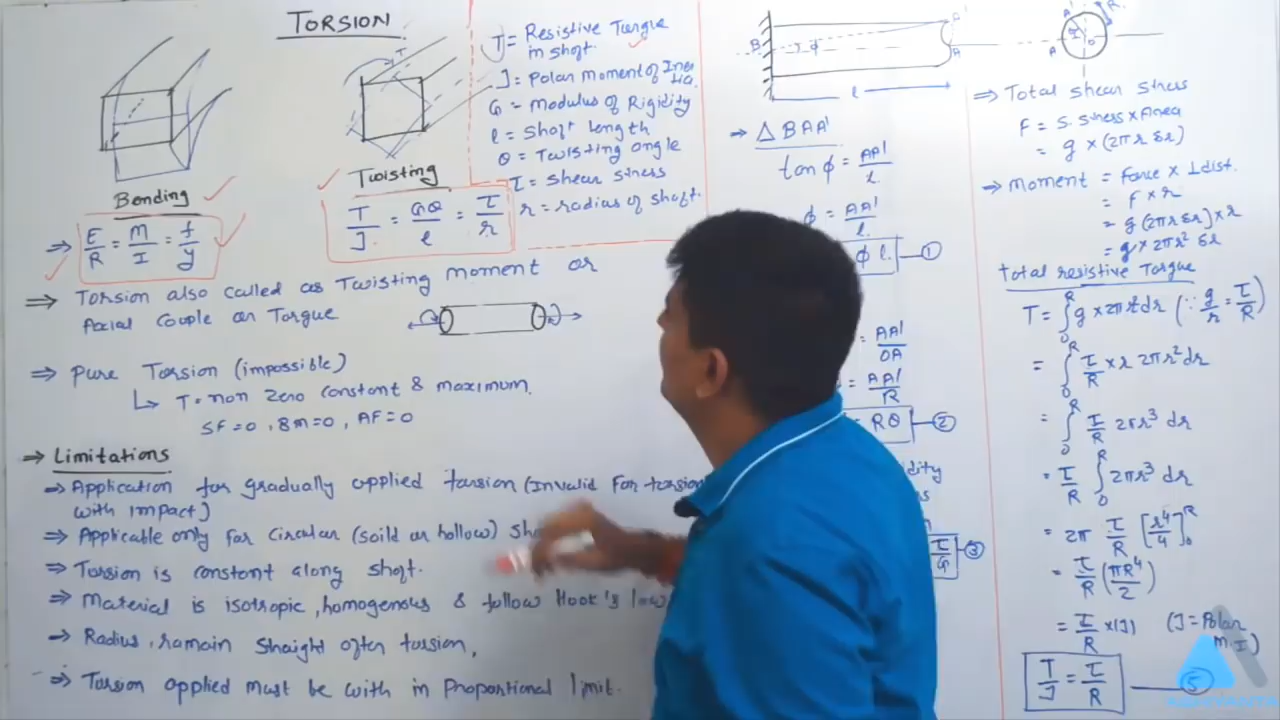 TORSION
Bending
⇒ E/R = M/I = f/y
T
Twisting
T/J = Gθ/l = τ/r
T = Resistive Torque
in shaft.
J = Polar Moment of Iner
tia.
G = Modulus of Rigidity
l = Shaft length
θ = Twisting angle
τ = Shear stress
r = radius of shaft.
⇒ Torsion also called as Twisting moment or
Axial Couple or Torque
⇒ Pure Torsion (impossible)
↳ T = non zero constant & maximum.
SF = 0, BM = 0, AF = 0
⇒ Limitations
⇒ Application for gradually applied torsion (Invalid For torsion
with impact)
⇒ Applicable only for Circular (soild or hollow)
⇒ Torsion is constant along shaft.
⇒ Material is isotropic, homogenous & follow Hook's law
⇒ Radius, ramain straight after torsion,
⇒ Torsion applied must be with in Proportional limit.
B ϕ A' A
l
A' R
A θ O
⇒ △ BAA'
tan ϕ = AA'/l
ϕ = AA'/l.
ϕ l. — ①
= AA'/OA
= AA'/R
= Rθ — ②
τ/G — ③
⇒ Total shear stress
F = S. stress × Area
= q × (2πr δr)
⇒ Moment = Force × ⊥ dist.
= F × r
= q (2πr δr) × r
= q × 2πr² δr
Total resistive Torque
T = ∫₀ᴿ q × 2πr² dr (∵ q/r = τ/R)
= ∫₀ᴿ τ/R × r 2πr² dr
= ∫₀ᴿ τ/R 2πr³ dr
= τ/R ∫₀ᴿ 2πr³ dr
= 2π τ/R [r⁴/4]₀ᴿ
= τ/R (πR⁴/2)
= τ/R × (J) (J = Polar
M.I)
T/J = τ/R — ⑤